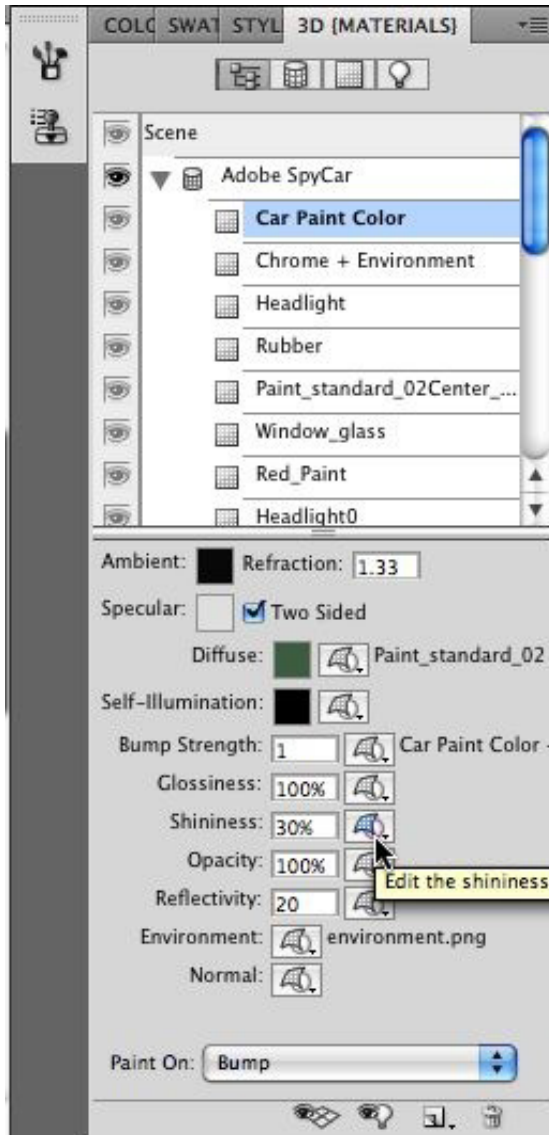 COL SWAT STYL 3D {MATERIALS}
Scene
Adobe SpyCar
Car Paint Color
Chrome + Environment
Headlight
Rubber
Paint_standard_02Center_...
Window_glass
Red_Paint
Headlight0
Ambient: Refraction: 1.33
Specular: Two Sided
Diffuse: Paint_standard_02
Self-Illumination:
Bump Strength: 1 Car Paint Color -
Glossiness: 100%
Shininess: 30%
Opacity: 100%
Edit the shininess
Reflectivity: 20
Environment: environment.png
Normal:
Paint On: Bump